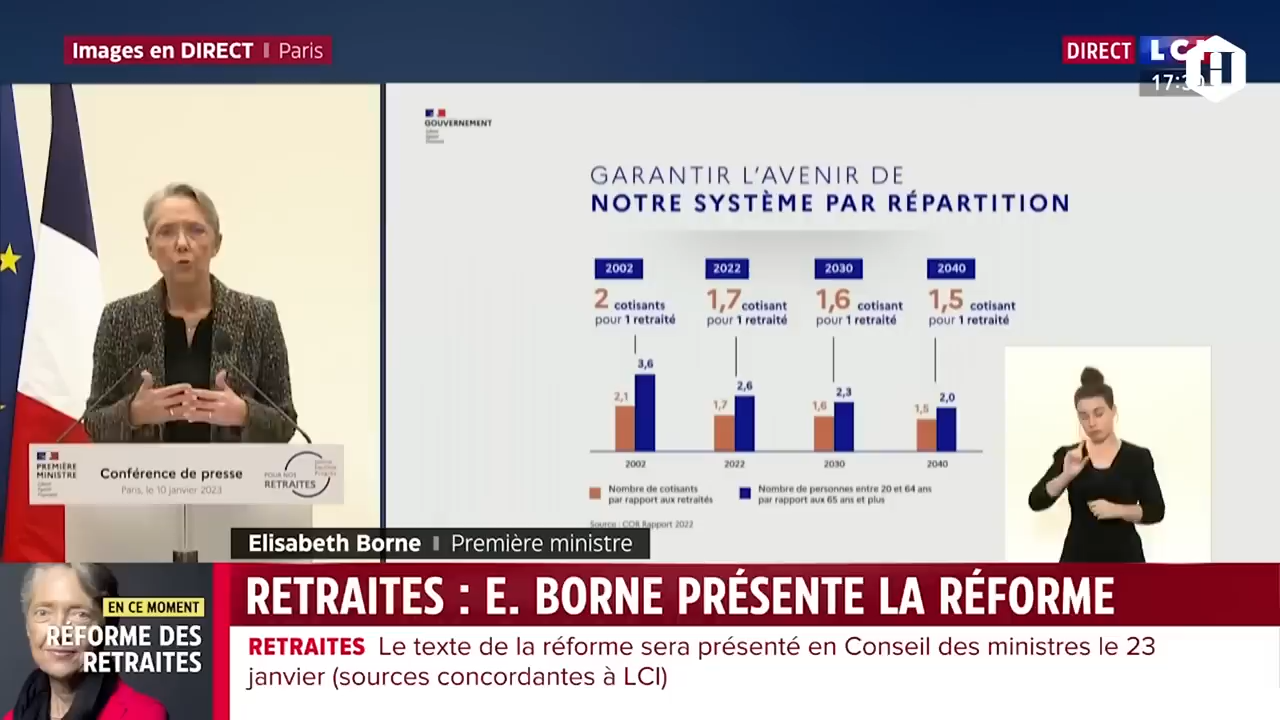 Images en DIRECT Paris
DIRECT LCI
GOUVERNEMENT
GARANTIR L'AVENIR DE
NOTRE SYSTÈME PAR RÉPARTITION
2002 2022 2030 2040
2 cotisants 1,7 cotisant 1,6 cotisant 1,5 cotisant
pour 1 retraité pour 1 retraité pour 1 retraité pour 1 retraité
3,6
2,1
2,6
1,7
2,3
1,6
2,0
1,5
2002 2022 2030 2040
Nombre de cotisants
par rapport aux retraités
Nombre de personnes entre 20 et 64 ans
par rapport aux 65 ans et plus
Source : COR Rapport 2022
PREMIÈRE
MINISTRE
Conférence de presse
Paris, le 10 janvier 2023
POUR NOS
RETRAITES
Elisabeth Borne Première ministre
EN CE MOMENT
RÉFORME DES
RETRAITES
RETRAITES : E. BORNE PRÉSENTE LA RÉFORME
RETRAITES Le texte de la réforme sera présenté en Conseil des ministres le 23
janvier (sources concordantes à LCI)